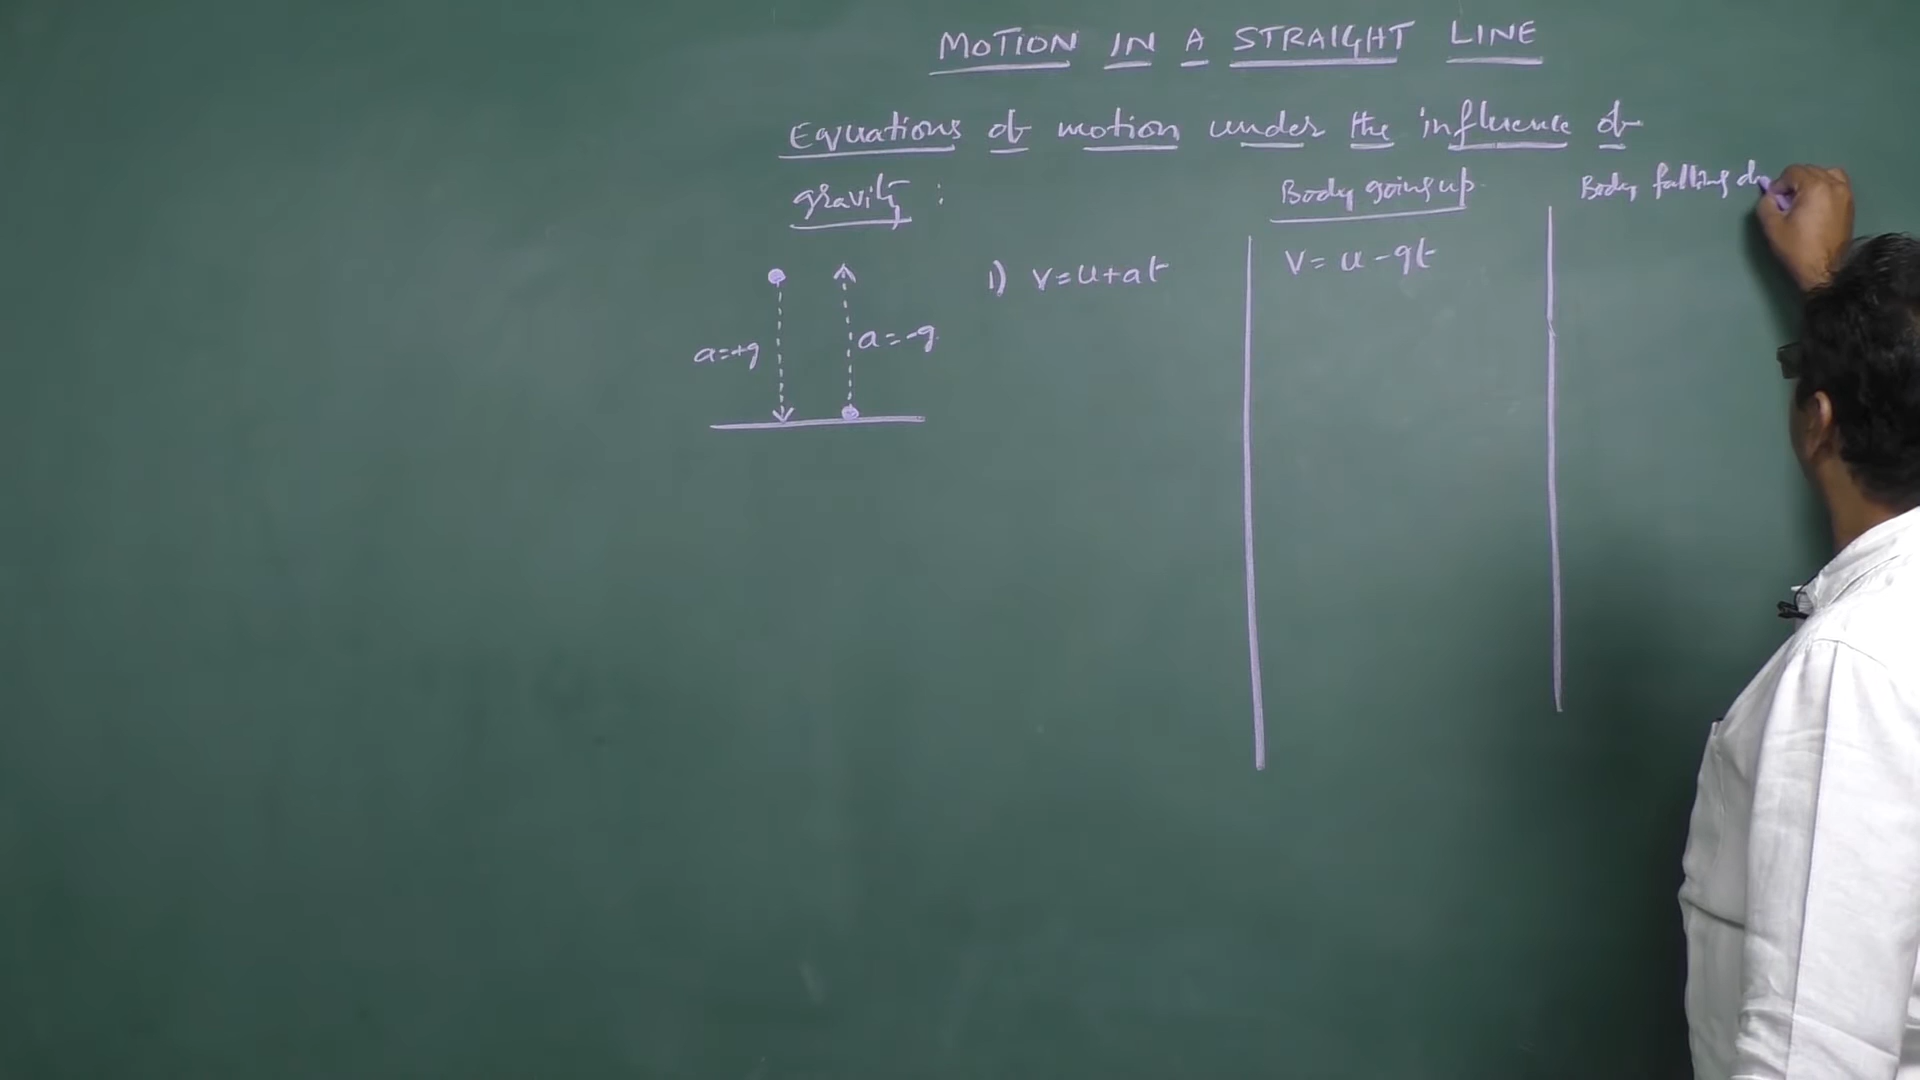 MOTION IN A STRAIGHT LINE
Equations of motion under the influence of
gravity :
Body going up
Body falling
a=+g
a=-g
1) v=u+at
v= u-gt